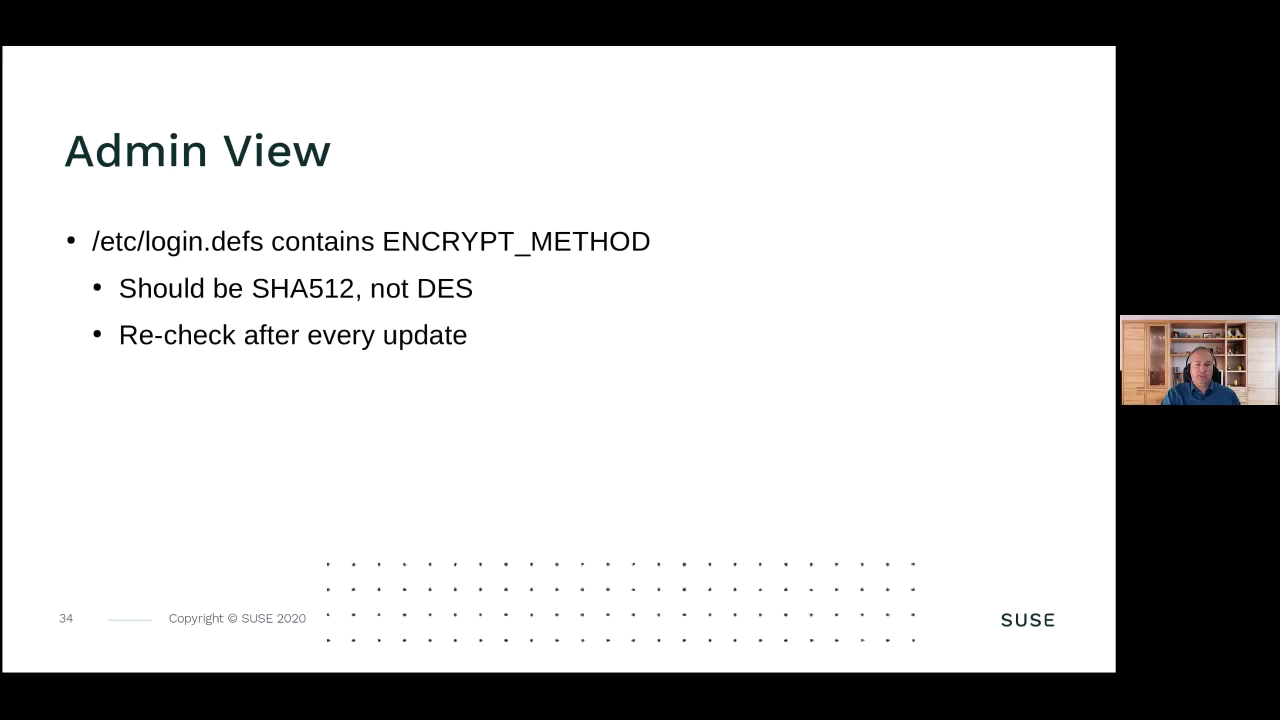 Admin View
• /etc/login.defs contains ENCRYPT_METHOD
• Should be SHA512, not DES
• Re-check after every update
34
Copyright © SUSE 2020
SUSE